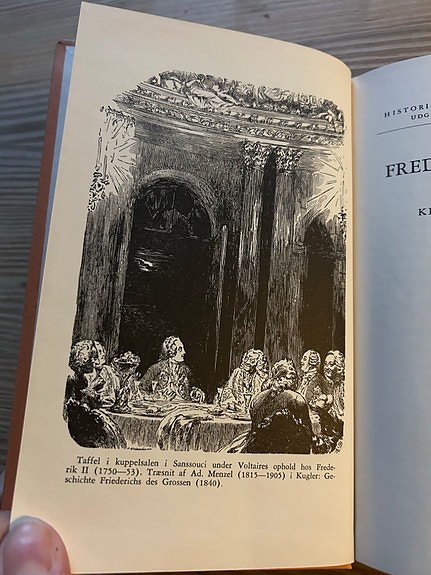 Taffel i kuppelsalen i Sanssouci under Voltaires ophold hos Frede-
rik II (1750—53). Træsnit af Ad. Menzel (1815—1905) i Kugler: Ge-
schichte Friederichs des Grossen (1840).
HISTORI
UDG
FRED
K